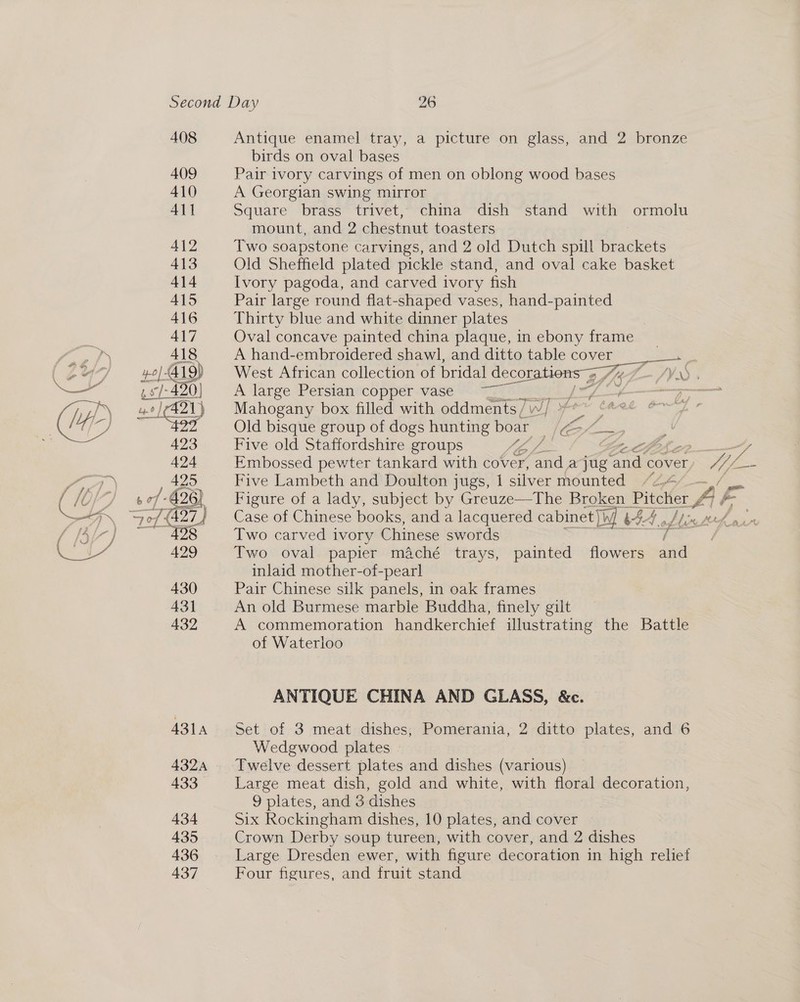 Second Day 26
408 Antique enamel tray, a picture on glass, and 2 bronze
birds on oval bases
409 Pair ivory carvings of men on oblong wood bases
410 A Georgian swing mirror
411 Square brass trivet, china dish stand with ormolu
mount, and 2 chestnut toasters
412 Two soapstone carvings, and 2 old Dutch spill brackets
413 Old Sheffield plated pickle stand, and oval cake basket
414 Ivory pagoda, and carved ivory fish
415 Pair large round flat-shaped vases, hand-painted
416 Thirty blue and white dinner plates
417 Oval concave painted china plaque, in ebony frame
418 A hand-embroidered shawl, and ditto table cover
419 West African collection of bridal decorations
420 A large Persian copper vase
421 Mahogany box filled with oddments
422 Old bisque group of dogs hunting boar
423 Five old Staffordshire groups
424 Embossed pewter tankard with cover, and a jug and cover
425 Five Lambeth and Doulton jugs, 1 silver mounted
426 Figure of a lady, subject by Greuze—The Broken Pitcher
427 Case of Chinese books, and a lacquered cabinet
428 Two carved ivory Chinese swords
429 Two oval papier mâché trays, painted flowers and
inlaid mother-of-pearl
430 Pair Chinese silk panels, in oak frames
431 An old Burmese marble Buddha, finely gilt
432 A commemoration handkerchief illustrating the Battle
of Waterloo
ANTIQUE CHINA AND GLASS, &c.
431A Set of 3 meat dishes, Pomerania, 2 ditto plates, and 6
Wedgwood plates
432A Twelve dessert plates and dishes (various)
433 Large meat dish, gold and white, with floral decoration,
9 plates, and 3 dishes
434 Six Rockingham dishes, 10 plates, and cover
435 Crown Derby soup tureen, with cover, and 2 dishes
436 Large Dresden ewer, with figure decoration in high relief
437 Four figures, and fruit stand